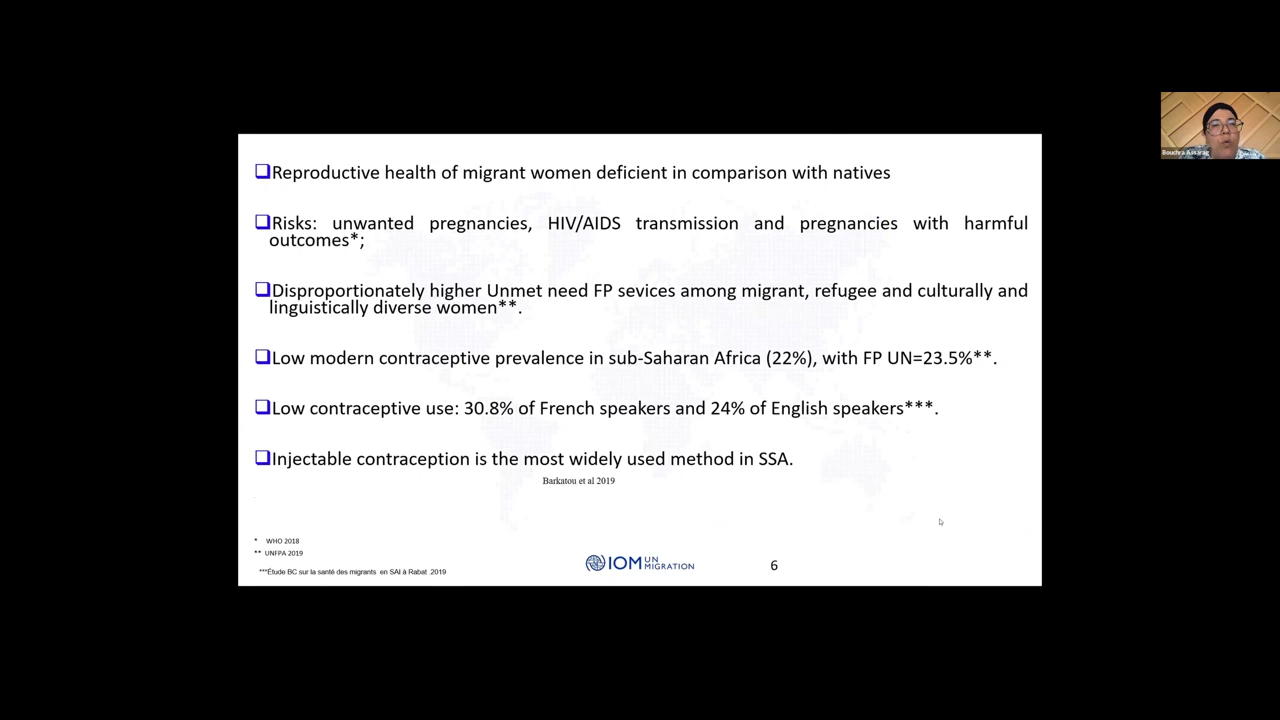 ❑Reproductive health of migrant women deficient in comparison with natives
❑Risks: unwanted pregnancies, HIV/AIDS transmission and pregnancies with harmful
outcomes*;
❑Disproportionately higher Unmet need FP sevices among migrant, refugee and culturally and
linguistically diverse women**.
❑Low modern contraceptive prevalence in sub-Saharan Africa (22%), with FP UN=23.5%**.
❑Low contraceptive use: 30.8% of French speakers and 24% of English speakers***.
❑Injectable contraception is the most widely used method in SSA.
Barkatou et al 2019
* WHO 2018
** UNFPA 2019
***Étude BC sur la santé des migrants en SAI à Rabat .2019
IOM UN MIGRATION
6
Bouchra Assarag